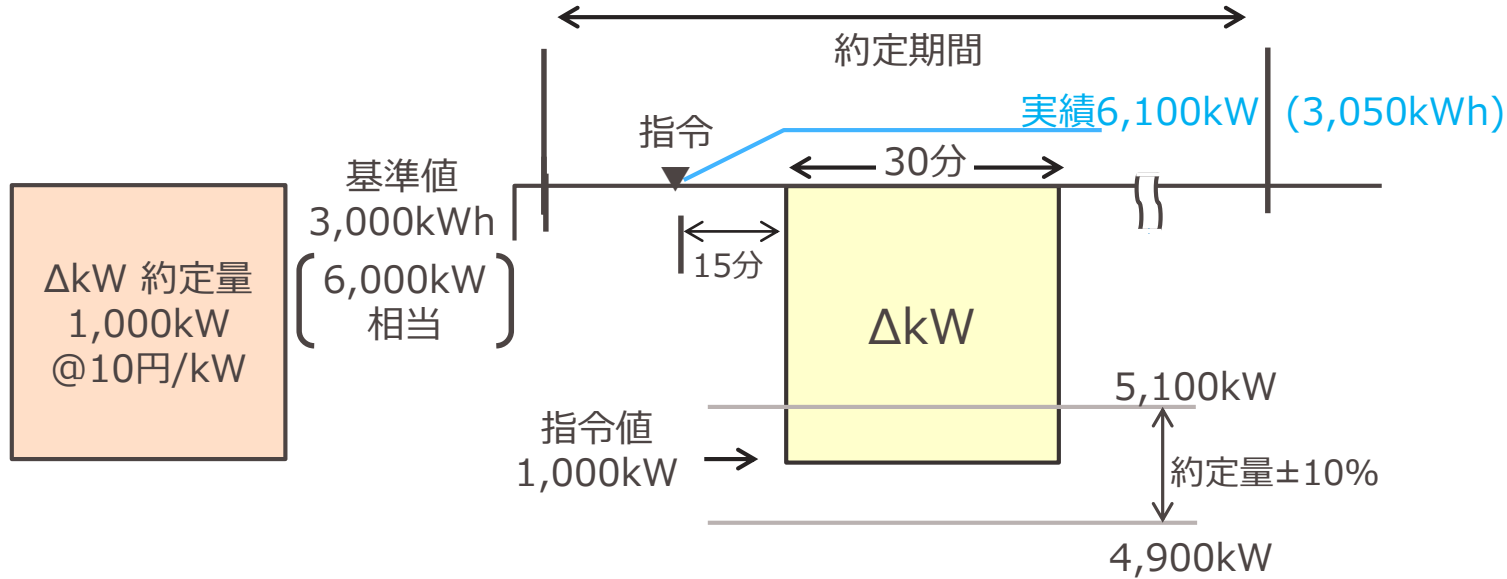 約定期間
実績6,100kW (3,050kWh)
指令
30分
基準値
3,000kWh
6,000kW
相当
15分
ΔkW 約定量
1,000kW
@10円/kW
ΔkW
5,100kW
指令値
1,000kW
約定量±10%
4,900kW